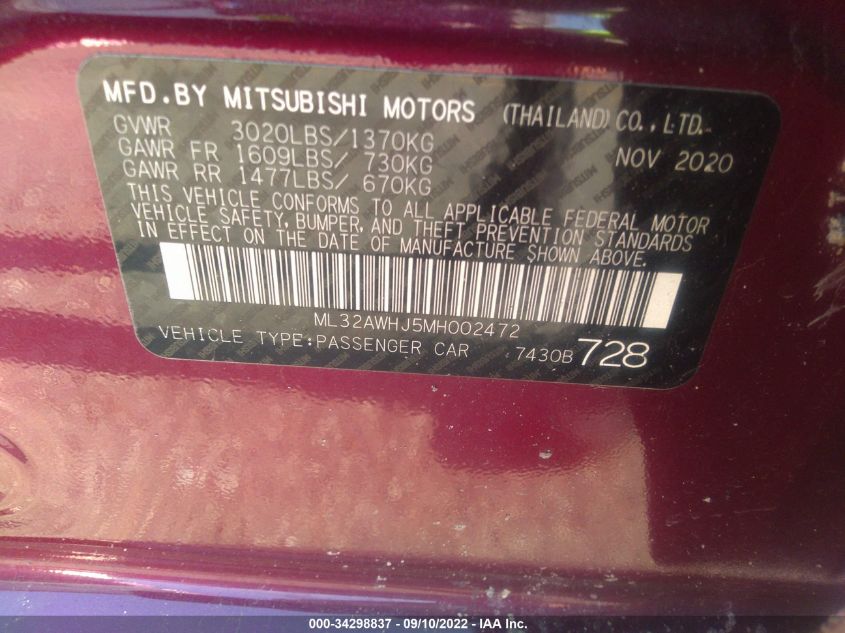 MFD.BY MITSUBISHI MOTORS (THAILAND) CO.,LTD.
GVWR 3020LBS/1370KG
GAWR FR 1609LBS/ 730KG NOV 2020
GAWR RR 1477LBS/ 670KG
THIS VEHICLE CONFORMS TO ALL APPLICABLE FEDERAL MOTOR
VEHICLE SAFETY, BUMPER, AND THEFT PREVENTION STANDARDS
IN EFFECT ON THE DATE OF MANUFACTURE SHOWN ABOVE.
ML32AWHJ5MH002472
VEHICLE TYPE:PASSENGER CAR 7430B 728
000-34298837 - 09/10/2022 - IAA Inc.